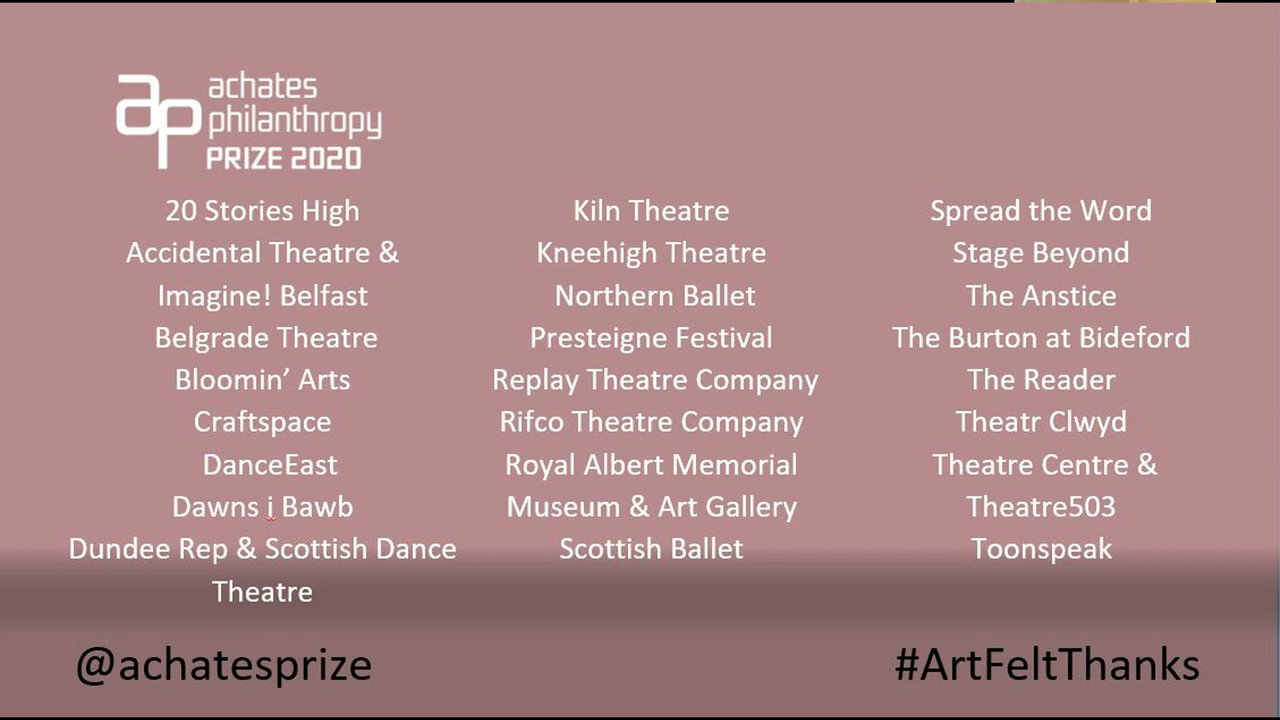 ap
achates
philanthropy
PRIZE 2020
20 Stories High
Accidental Theatre &
Imagine! Belfast
Belgrade Theatre
Bloomin’ Arts
Craftspace
DanceEast
Dawns i Bawb
Dundee Rep & Scottish Dance
Theatre
Kiln Theatre
Kneehigh Theatre
Northern Ballet
Presteigne Festival
Replay Theatre Company
Rifco Theatre Company
Royal Albert Memorial
Museum & Art Gallery
Scottish Ballet
Spread the Word
Stage Beyond
The Anstice
The Burton at Bideford
The Reader
Theatr Clwyd
Theatre Centre &
Theatre503
Toonspeak
@achatesprize
#ArtFeltThanks